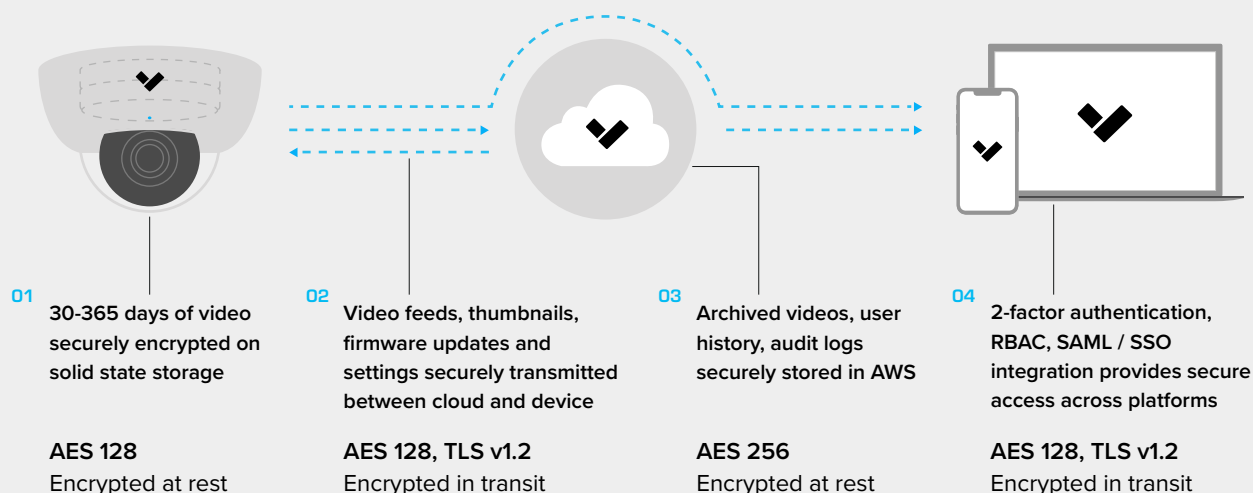 01
30-365 days of video
securely encrypted on
solid state storage
AES 128
Encrypted at rest
02
Video feeds, thumbnails,
firmware updates and
settings securely transmitted
between cloud and device
AES 128, TLS v1.2
Encrypted in transit
03
Archived videos, user
history, audit logs
securely stored in AWS
AES 256
Encrypted at rest
04
2-factor authentication,
RBAC, SAML / SSO
integration provides secure
access across platforms
AES 128, TLS v1.2
Encrypted in transit